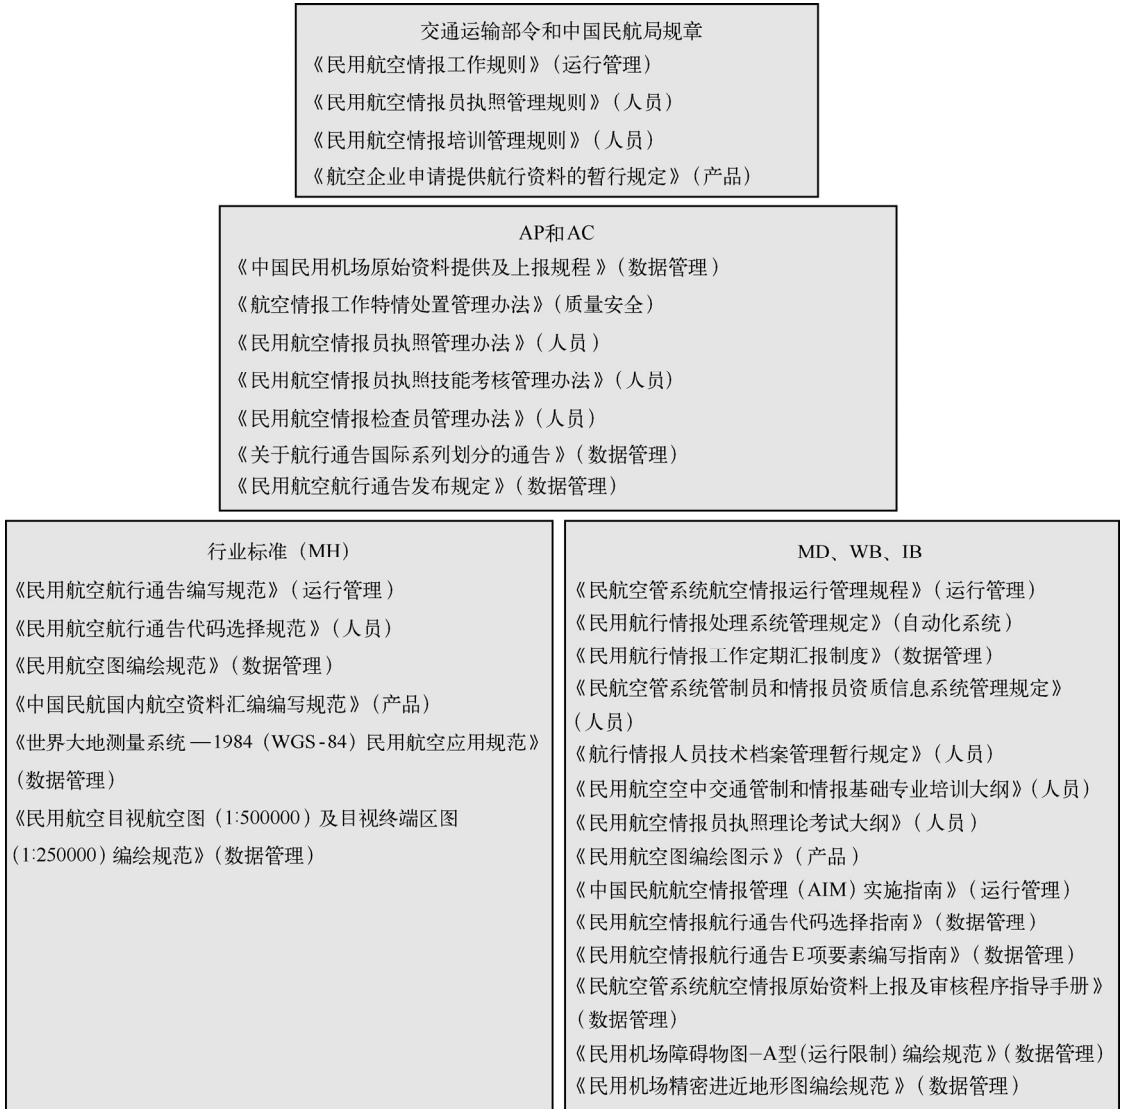 交通运输部令和中国民航局规章
《民用航空情报工作规则》（运行管理）
《民用航空情报员执照管理规则》（人员）
《民用航空情报培训管理规则》（人员）
《航空企业申请提供航行资料的暂行规定》（产品）
AP和AC
《中国民用机场原始资料提供及上报规程》（数据管理）
《航空情报工作特情处置管理办法》（质量安全）
《民用航空情报员执照管理办法》（人员）
《民用航空情报员执照技能考核管理办法》（人员）
《民用航空情报检查员管理办法》（人员）
《关于航行通告国际系列划分的通告》（数据管理）
《民用航空航行通告发布规定》（数据管理）
行业标准（MH）
《民用航空航行通告编写规范》（运行管理）
《民用航空航行通告代码选择规范》（人员）
《民用航空图编绘规范》（数据管理）
《中国民航国内航空资料汇编编写规范》（产品）
《世界大地测量系统—1984（WGS-84）民用航空应用规范》
（数据管理）
《民用航空目视航空图（1:500000）及目视终端区图
（1:250000）编绘规范》（数据管理）
MD、WB、IB
《民航空管系统航空情报运行管理规程》（运行管理）
《民用航行情报处理系统管理规定》（自动化系统）
《民用航行情报工作定期汇报制度》（数据管理）
《民航空管系统管制员和情报员资质信息系统管理规定》
（人员）
《航行情报人员技术档案管理暂行规定》（人员）
《民用航空空中交通管制和情报基础专业培训大纲》（人员）
《民用航空情报员执照理论考试大纲》（人员）
《民用航空图编绘图示》（产品）
《中国民航航空情报管理（AIM）实施指南》（运行管理）
《民用航空情报航行通告代码选择指南》（数据管理）
《民用航空情报航行通告E项要素编写指南》（数据管理）
《民航空管系统航空情报原始资料上报及审核程序指导手册》
（数据管理）
《民用机场障碍物图–A型(运行限制)编绘规范》（数据管理）
《民用机场精密进近地形图编绘规范》（数据管理）